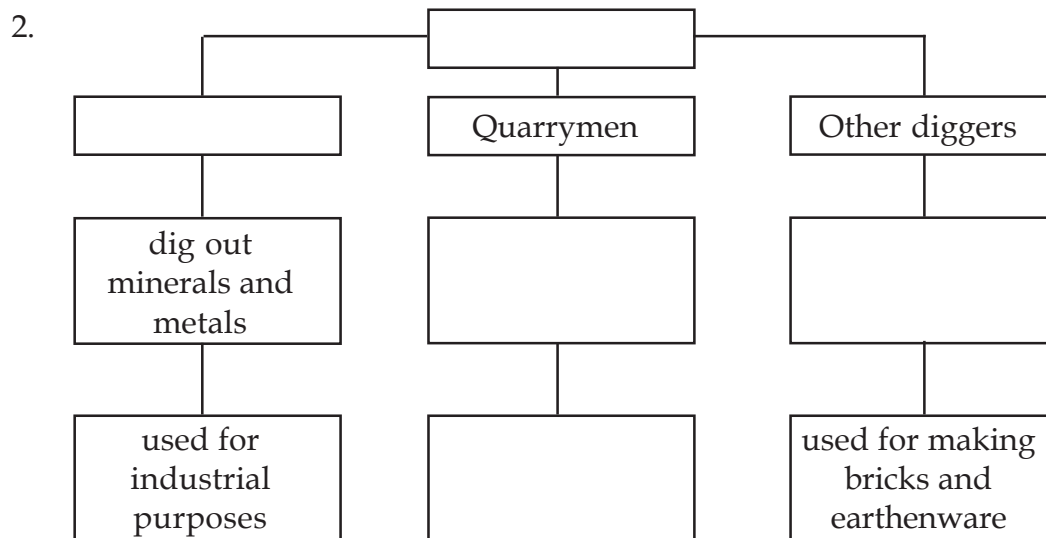 2.
Quarrymen
Other diggers
dig out
minerals and
metals
used for
industrial
purposes
used for making
bricks and
earthenware